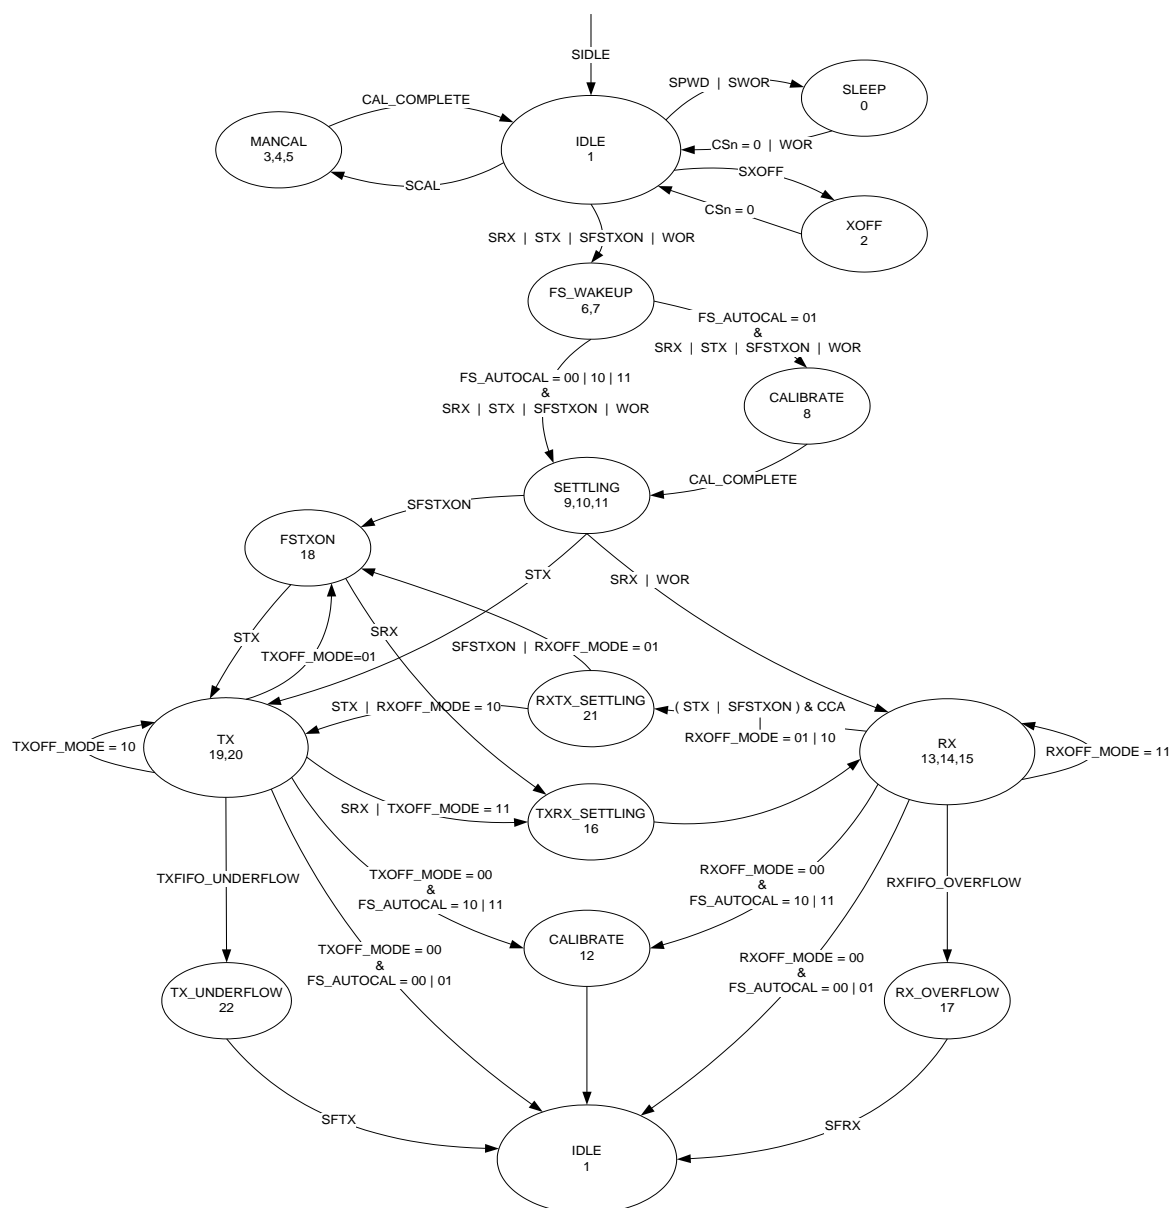 SIDLE
SPWD | SWOR
SLEEP
0
CAL_COMPLETE
MANCAL
3,4,5
IDLE
1
CSn = 0 | WOR
SCAL
SXOFF
CSn = 0
XOFF
2
SRX | STX | SFSTXON | WOR
FS_WAKEUP
6,7
FS_AUTOCAL = 01
&
SRX | STX | SFSTXON | WOR
FS_AUTOCAL = 00 | 10 | 11
&
SRX | STX | SFSTXON | WOR
CALIBRATE
8
CAL_COMPLETE
SETTLING
9,10,11
SFSTXON
FSTXON
18
STX
SRX | WOR
STX
SRX
TXOFF_MODE=01
SFSTXON | RXOFF_MODE = 01
STX | RXOFF_MODE = 10
RXTX_SETTLING
21
( STX | SFSTXON ) & CCA
|
RXOFF_MODE = 01 | 10
TXOFF_MODE = 10
TX
19,20
RX
13,14,15
RXOFF_MODE = 11
SRX | TXOFF_MODE = 11
TXRX_SETTLING
16
TXFIFO_UNDERFLOW
TXOFF_MODE = 00
&
FS_AUTOCAL = 10 | 11
RXOFF_MODE = 00
&
FS_AUTOCAL = 10 | 11
RXFIFO_OVERFLOW
CALIBRATE
12
TXOFF_MODE = 00
&
FS_AUTOCAL = 00 | 01
RXOFF_MODE = 00
&
FS_AUTOCAL = 00 | 01
TX_UNDERFLOW
22
RX_OVERFLOW
17
SFTX
SFRX
IDLE
1